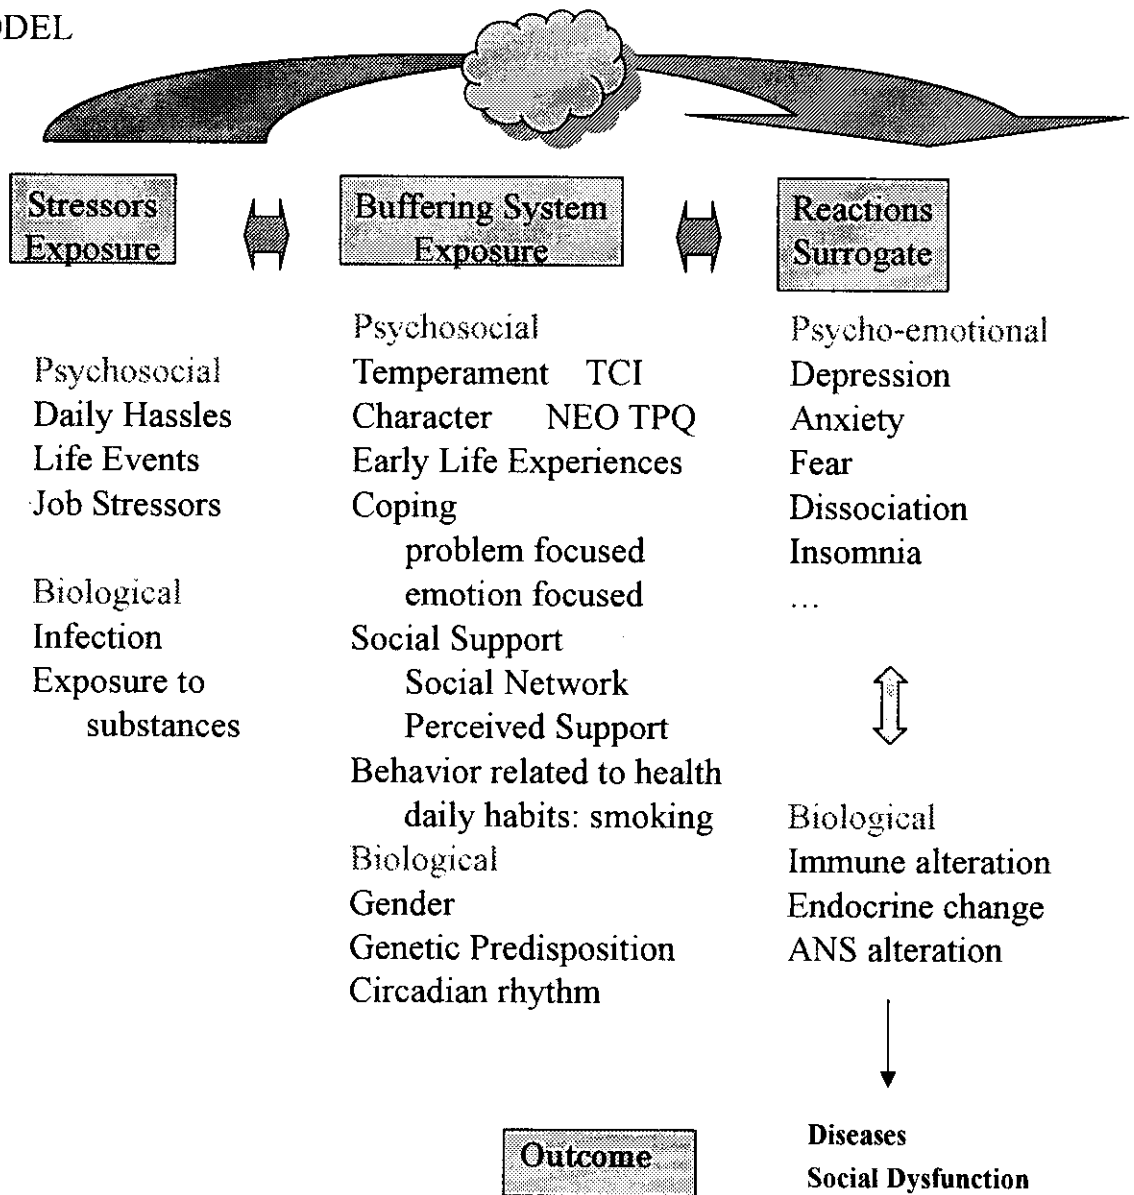 ODEL
Stressors
Exposure
Buffering System
Exposure
Reactions
Surrogate
Psychosocial
Daily Hassles
Life Events
Job Stressors
Biological
Infection
Exposure to
substances
Psychosocial
Temperament TCI
Character NEO TPQ
Early Life Experiences
Coping
problem focused
emotion focused
Social Support
Social Network
Perceived Support
Behavior related to health
daily habits: smoking
Biological
Gender
Genetic Predisposition
Circadian rhythm
Psycho-emotional
Depression
Anxiety
Fear
Dissociation
Insomnia
...
Biological
Immune alteration
Endocrine change
ANS alteration
Outcome
Diseases
Social Dysfunction